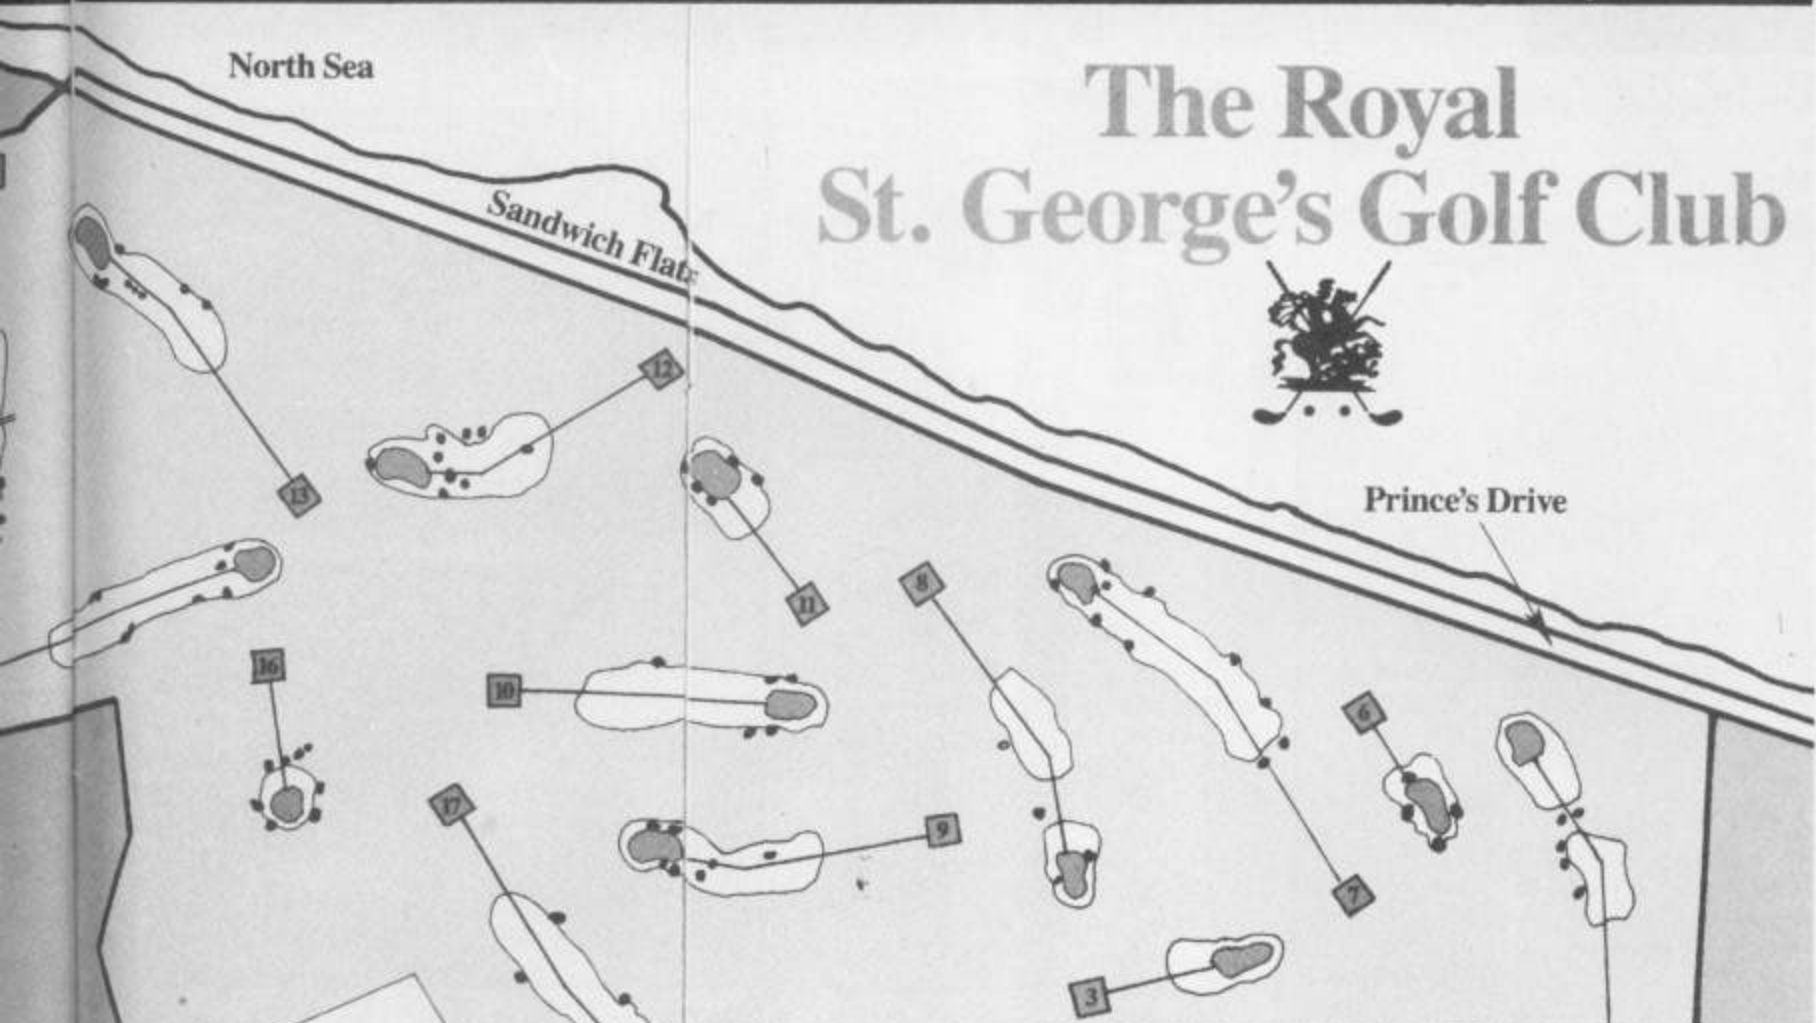 North Sea
The Royal
St. George's Golf Club
Sandwich Flats
12
Prince's Drive
13
8
11
16
10
6
17
9
7
3